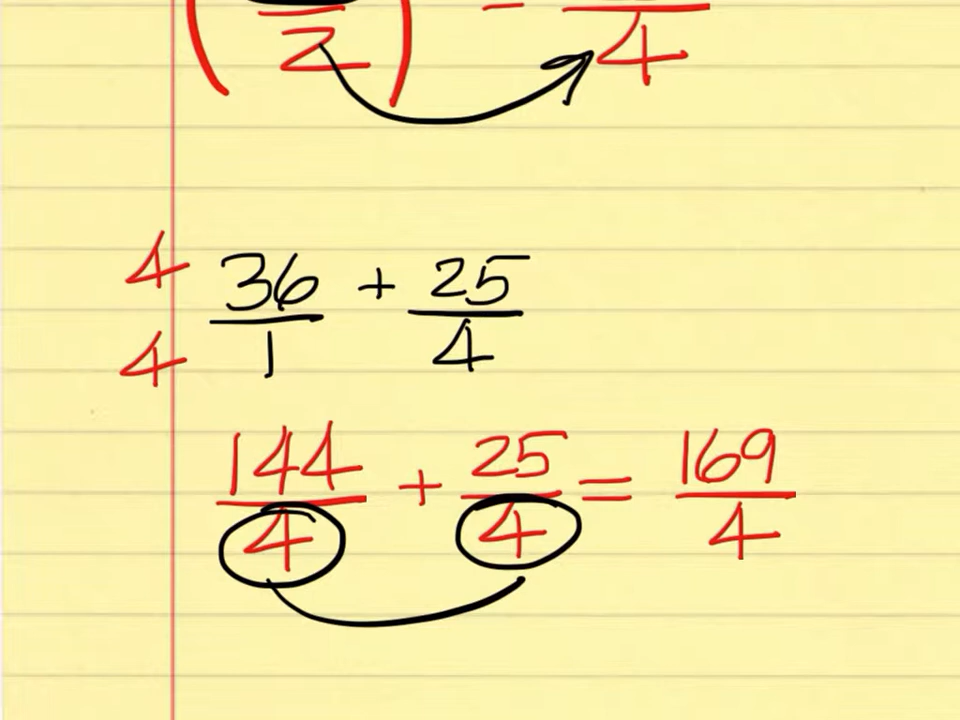 ( 2 ) = 4
4 36 + 25
4 1 4
144 + 25 = 169
4 4 4